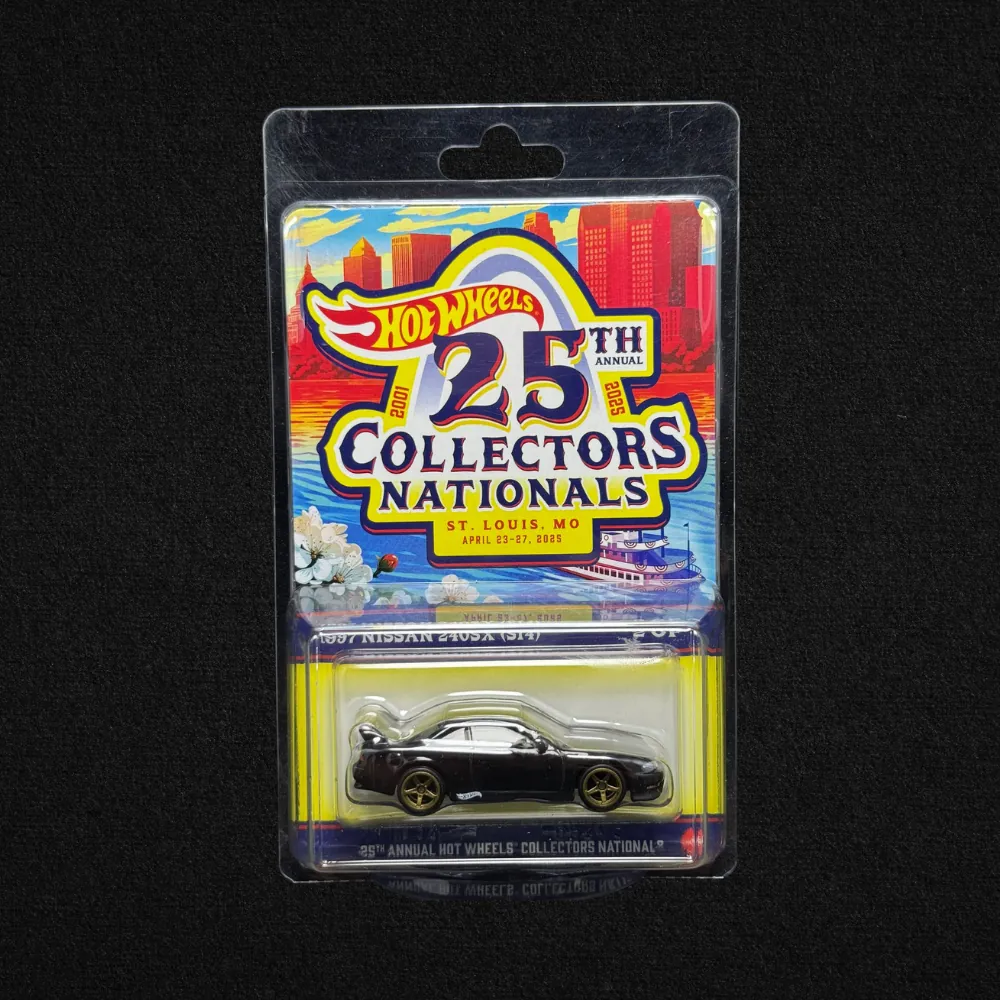 HOT WHEELS
25TH
ANNUAL
2001
2025
COLLECTORS
NATIONALS
ST. LOUIS, MO
APRIL 23-27, 2025
1997 NISSAN 240SX (S14)
25TH ANNUAL HOT WHEELS COLLECTORS NATIONALS